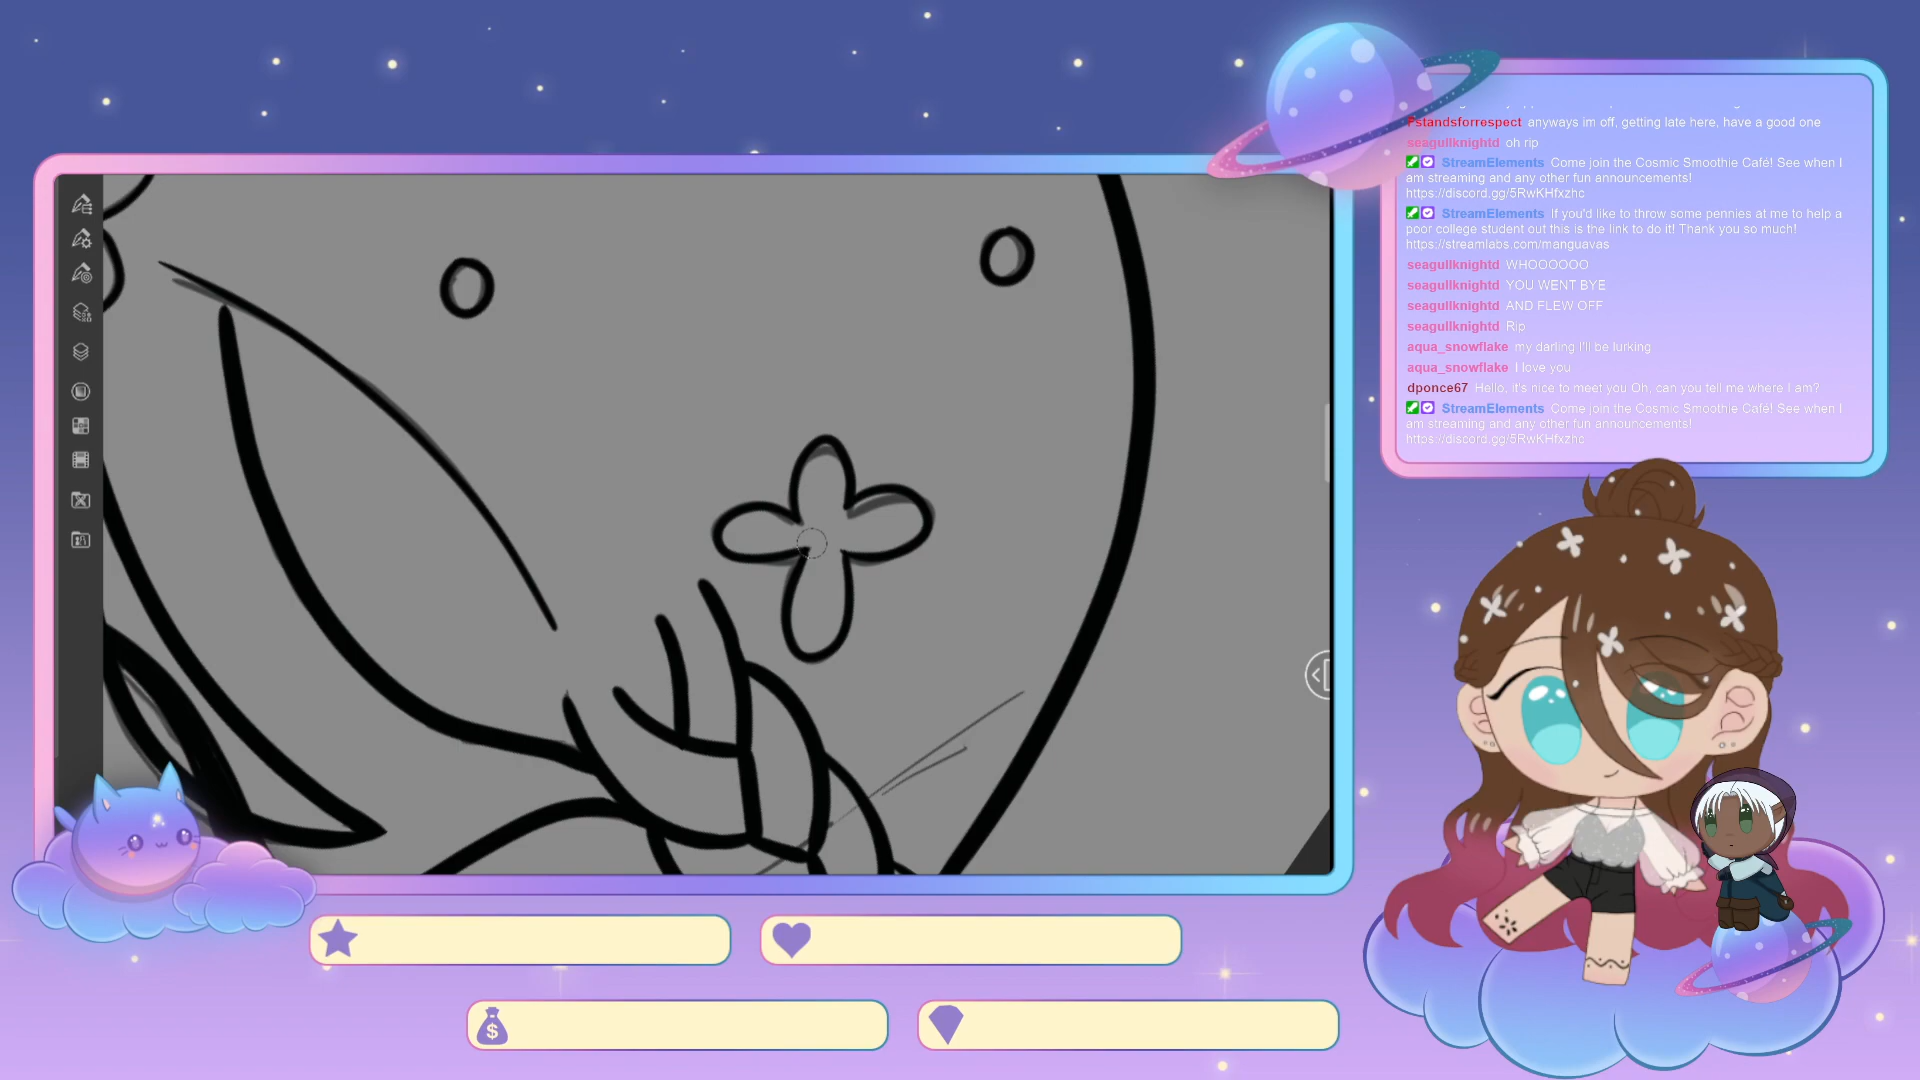 Fstandsforrespect anyways im off, getting late here, have a good one
seagullknightd oh rip
StreamElements Come join the Cosmic Smoothie Café! See when I
am streaming and any other fun announcements!
https://discord.gg/5RwKHfxzhc
StreamElements If you'd like to throw some pennies at me to help a
poor college student out this is the link to do it! Thank you so much!
https://streamlabs.com/manguavas
seagullknightd WHOOOOOO
seagullknightd YOU WENT BYE
seagullknightd AND FLEW OFF
seagullknightd Rip
aqua_snowflake my darling I'll be lurking
aqua_snowflake I love you
dponce67 Hello, it's nice to meet you Oh, can you tell me where I am?
StreamElements Come join the Cosmic Smoothie Café! See when I
am streaming and any other fun announcements!
https://discord.gg/5RwKHfxzhc
$